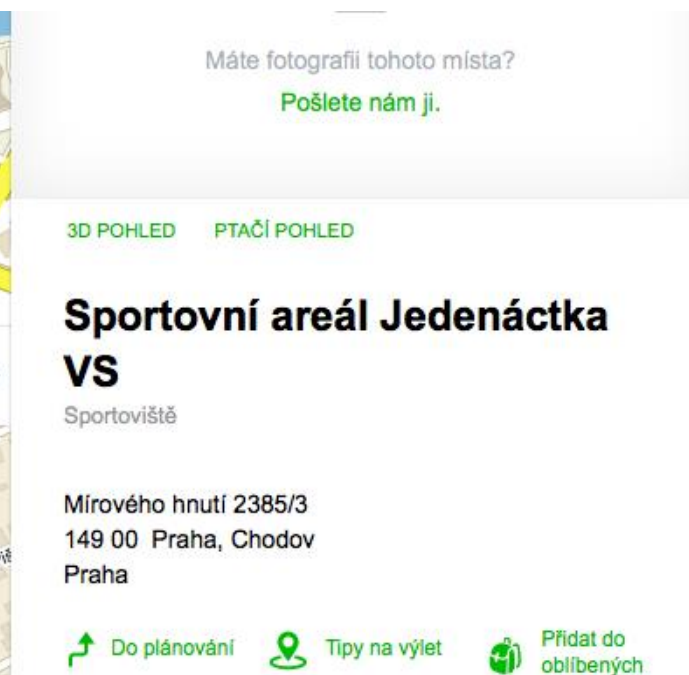 Máte fotografii tohoto místa?
Pošlete nám ji.
3D POHLED PTAČÍ POHLED
Sportovní areál Jedenáctka
VS
Sportoviště
Mírového hnutí 2385/3
149 00 Praha, Chodov
Praha
Do plánování Tipy na výlet Přidat do
oblíbených